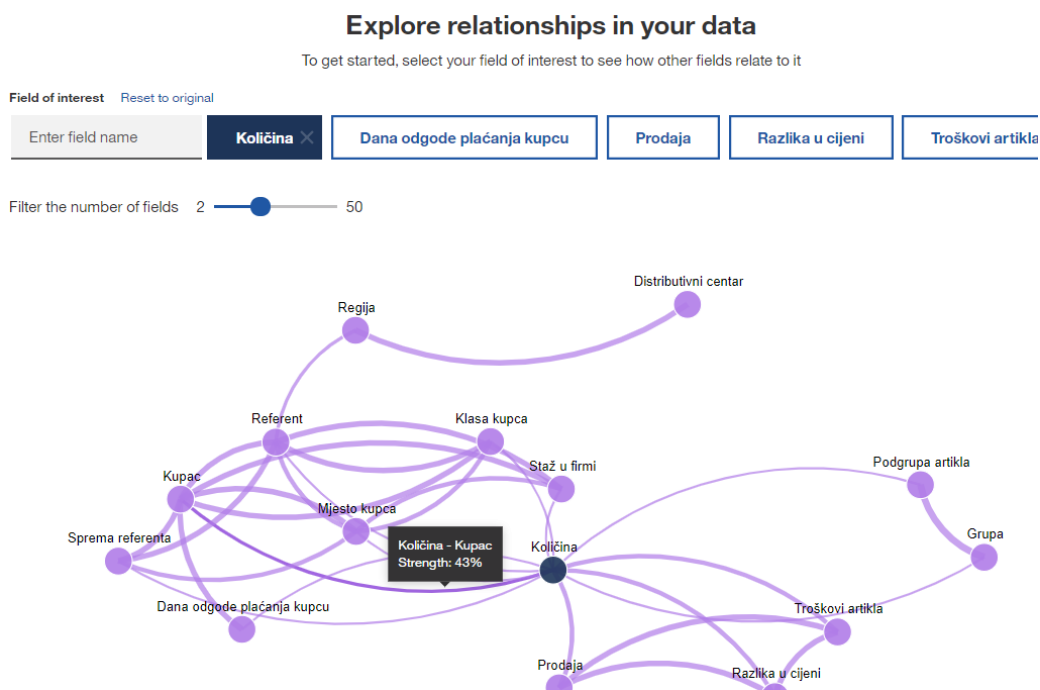 Explore relationships in your data
To get started, select your field of interest to see how other fields relate to it
Field of interest Reset to original
Enter field name Količina Dana odgode plaćanja kupcu Prodaja Razlika u cijeni Troškovi artikla
Filter the number of fields 2 50
Distributivni centar
Regija
Referent
Klasa kupca
Staž u firmi
Podgrupa artikla
Kupac
Mjesto kupca
Sprema referenta
Grupa
Količina - Kupac
Strength: 43%
Količina
Dana odgode plaćanja kupcu
Troškovi artikla
Prodaja
Razlika u cijeni